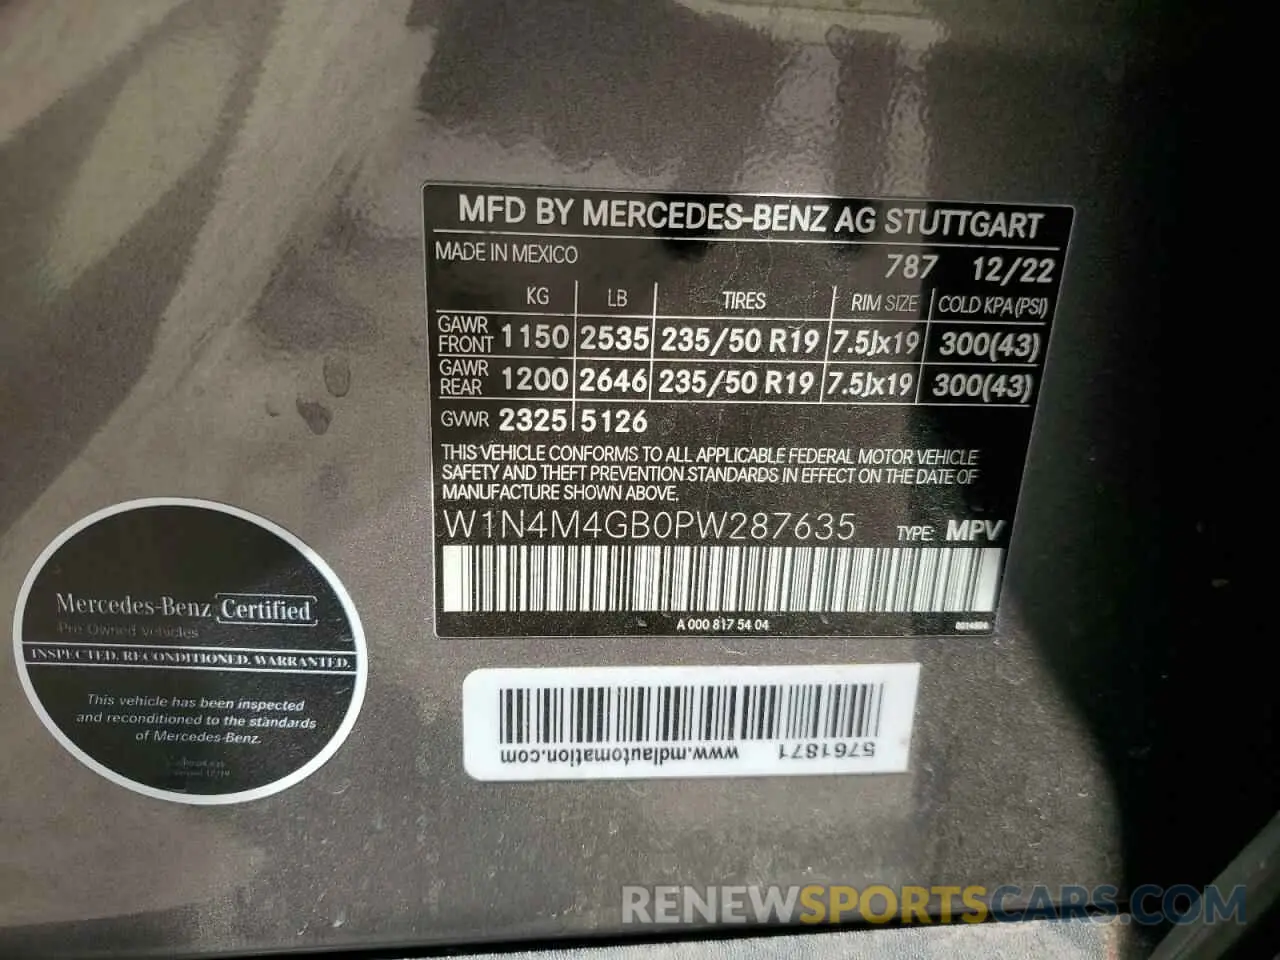 MFD BY MERCEDES-BENZ AG STUTTGART
MADE IN MEXICO 787 12/22
KG LB TIRES RIM SIZE COLD KPA(PSI)
GAWR FRONT 1150 2535 235/50 R19 7.5Jx19 300(43)
GAWR REAR 1200 2646 235/50 R19 7.5Jx19 300(43)
GVWR 2325 5126
THIS VEHICLE CONFORMS TO ALL APPLICABLE FEDERAL MOTOR VEHICLE
SAFETY AND THEFT PREVENTION STANDARDS IN EFFECT ON THE DATE OF
MANUFACTURE SHOWN ABOVE.
W1N4M4GB0PW287635 TYPE: MPV
A 000 817 54 04
Mercedes-Benz Certified
Pre-Owned Vehicles
INSPECTED. RECONDITIONED. WARRANTED.
This vehicle has been inspected
and reconditioned to the standards
of Mercedes-Benz.
5761871 www.mdlautomation.com
RENEWSPORTSCARS.COM